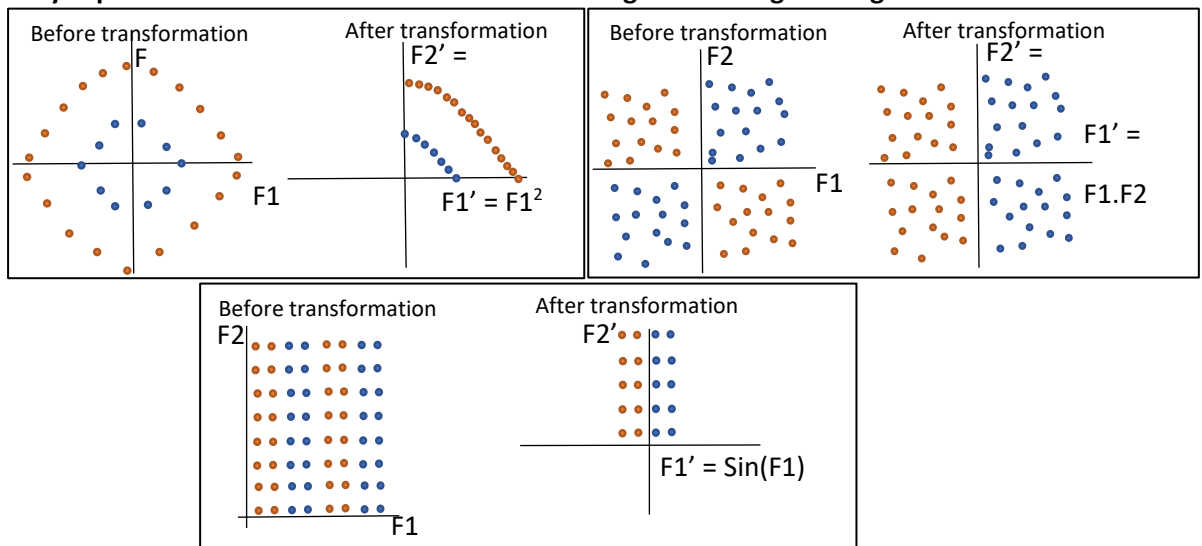 Before transformation
F
F1
After transformation
F2’ =
F1’ = F1²
Before transformation
F2
F1
After transformation
F2’ =
F1’ =
F1.F2
Before transformation
F2
F1
After transformation
F2’
F1’ = Sin(F1)